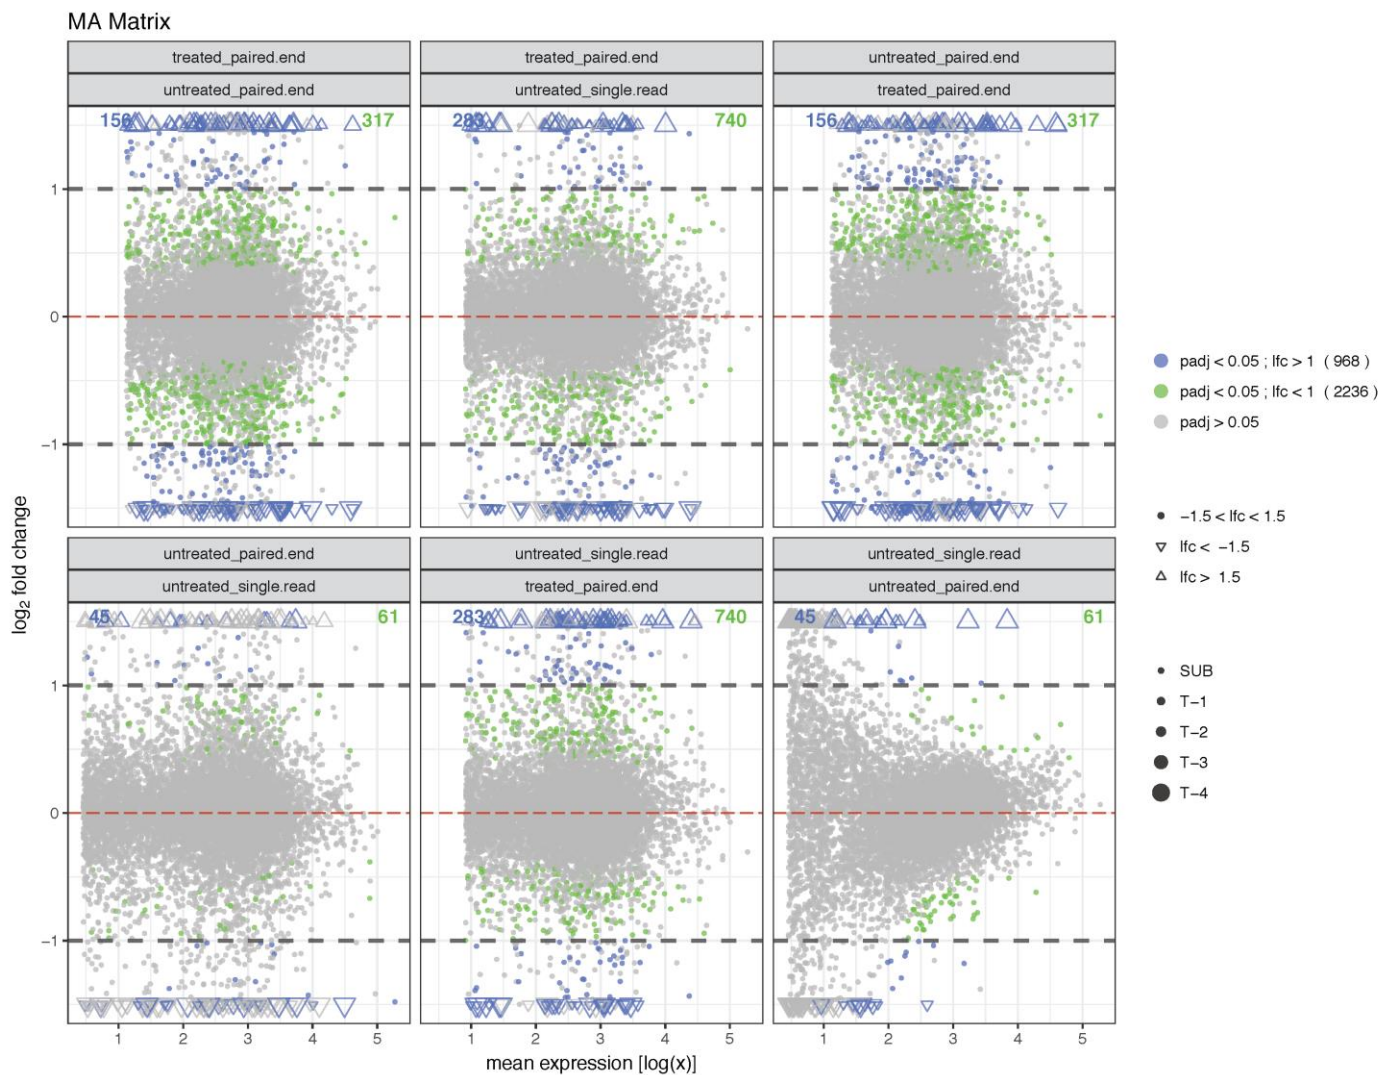 MA Matrix
treated_paired.end
untreated_paired.end
156
317
treated_paired.end
untreated_single.read
283
740
untreated_paired.end
treated_paired.end
156
317
1
0
−1
untreated_paired.end
untreated_single.read
45
61
untreated_single.read
treated_paired.end
283
740
untreated_single.read
untreated_paired.end
45
61
1
0
−1
1 2 3 4 5
1 2 3 4 5
1 2 3 4 5
log2 fold change
mean expression [log(x)]
padj < 0.05 ; lfc > 1 ( 968 )
padj < 0.05 ; lfc < 1 ( 2236 )
padj > 0.05
−1.5 < lfc < 1.5
lfc < −1.5
lfc > 1.5
SUB
T−1
T−2
T−3
T−4